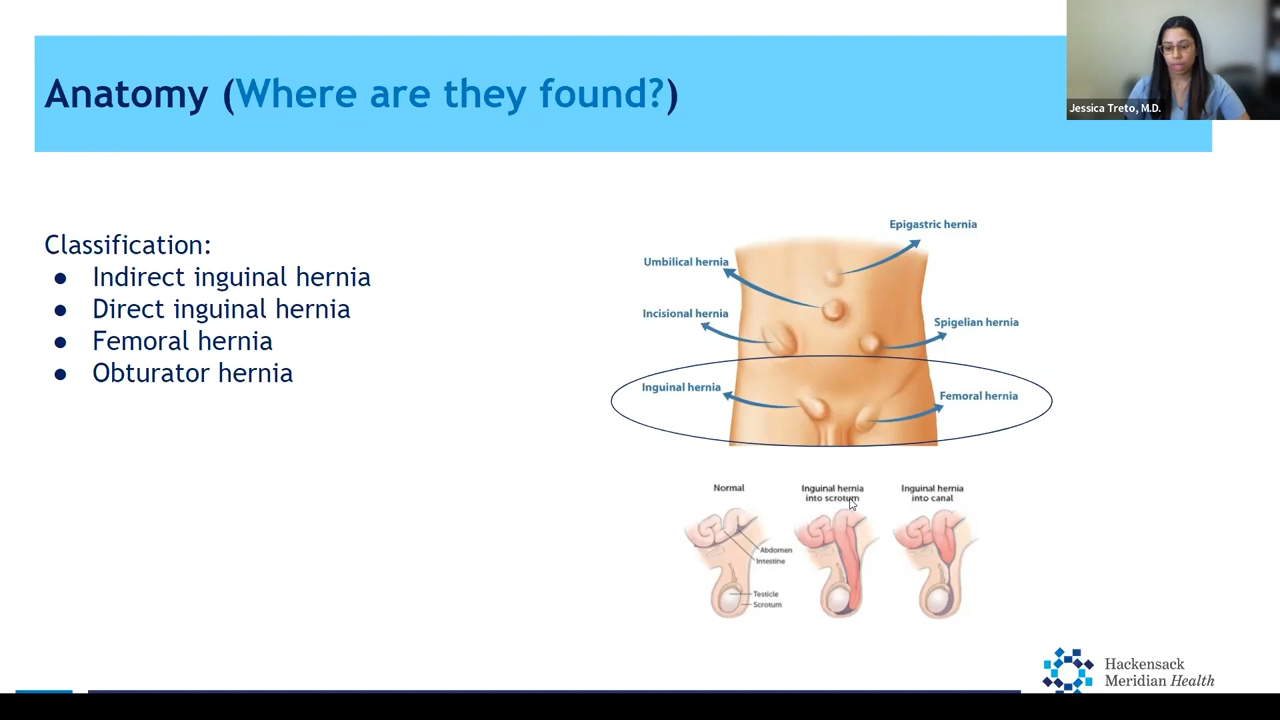 Anatomy (Where are they found?)
Jessica Treto, M.D.
Classification:
● Indirect inguinal hernia
● Direct inguinal hernia
● Femoral hernia
● Obturator hernia
Epigastric hernia
Umbilical hernia
Incisional hernia
Spigelian hernia
Inguinal hernia
Femoral hernia
Normal
Inguinal hernia
into scrotum
Inguinal hernia
into canal
Abdomen
Intestine
Testicle
Scrotum
Hackensack
Meridian Health